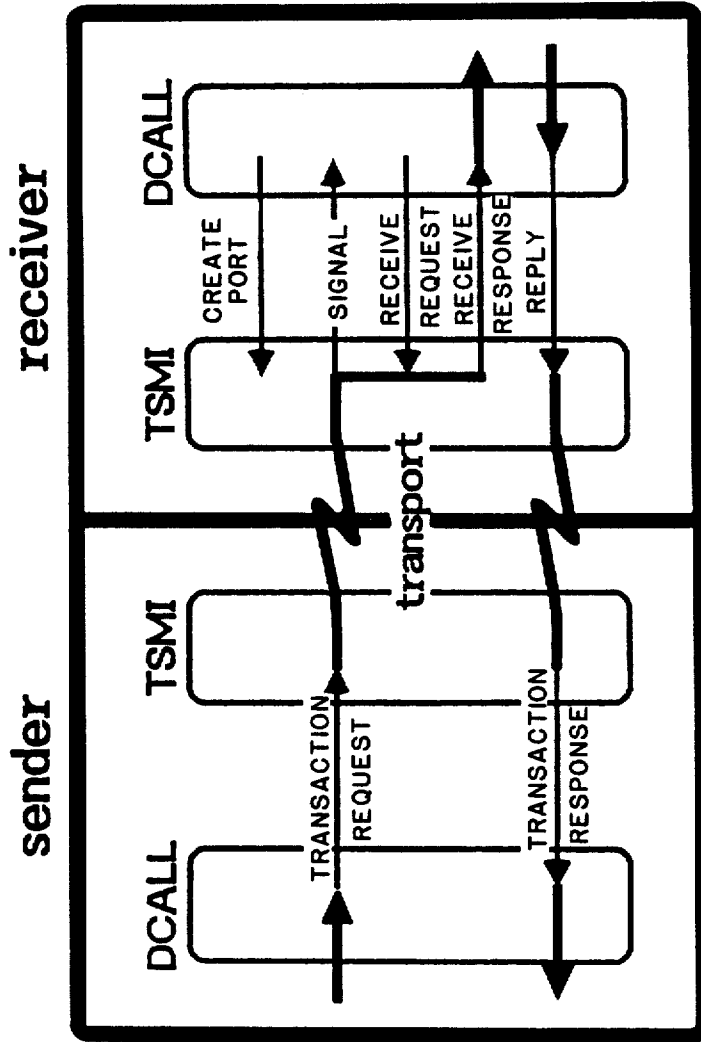 sender
receiver
DCALL
TSMI
TSMI
DCALL
TRANSACTION
REQUEST
TRANSACTION
RESPONSE
transport
CREATE
PORT
SIGNAL
RECEIVE
REQUEST
RECEIVE
RESPONSE
REPLY